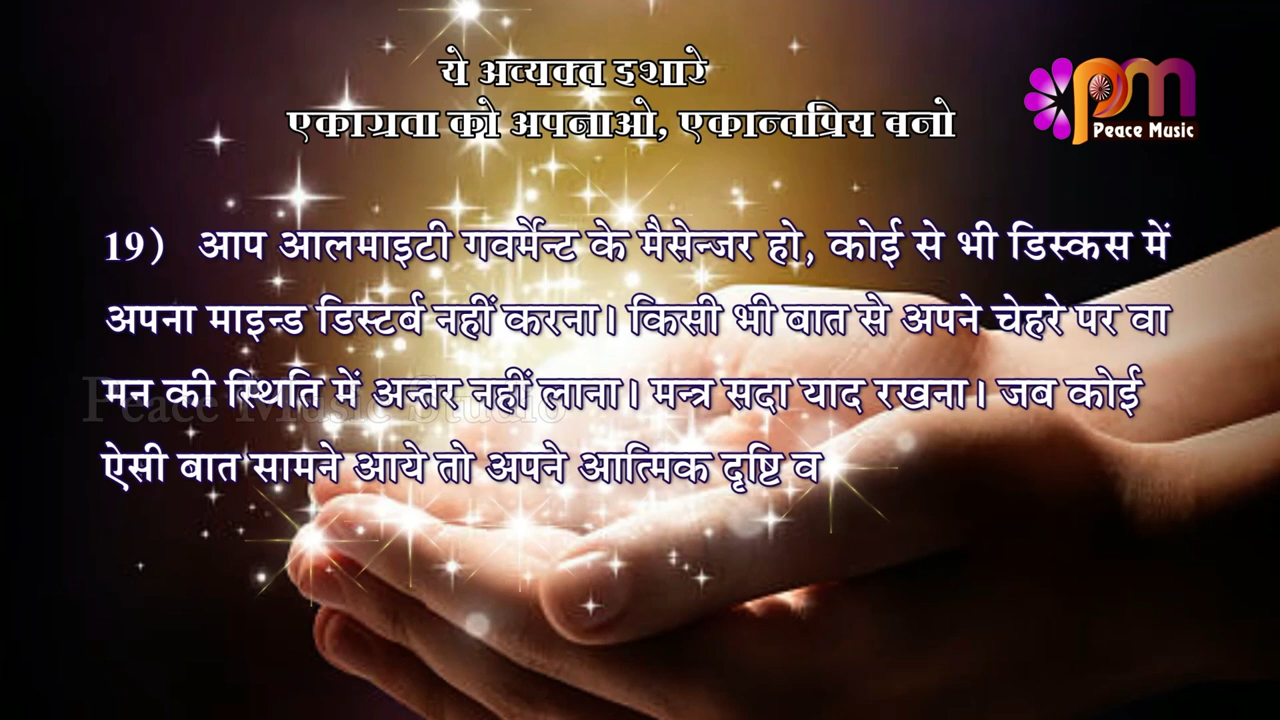 ये अव्यक्त इशारे
एकाग्रता को अपनाओ, एकान्तप्रिय बनो
pm
Peace Music
19) आप आलमाइटी गवर्मेन्ट के मैसेन्जर हो, कोई से भी डिस्कस में
अपना माइन्ड डिस्टर्ब नहीं करना। किसी भी बात से अपने चेहरे पर वा
मन की स्थिति में अन्तर नहीं लाना। मन्त्र सदा याद रखना। जब कोई
Peace Music Studio
ऐसी बात सामने आये तो अपने आत्मिक दृष्टि व